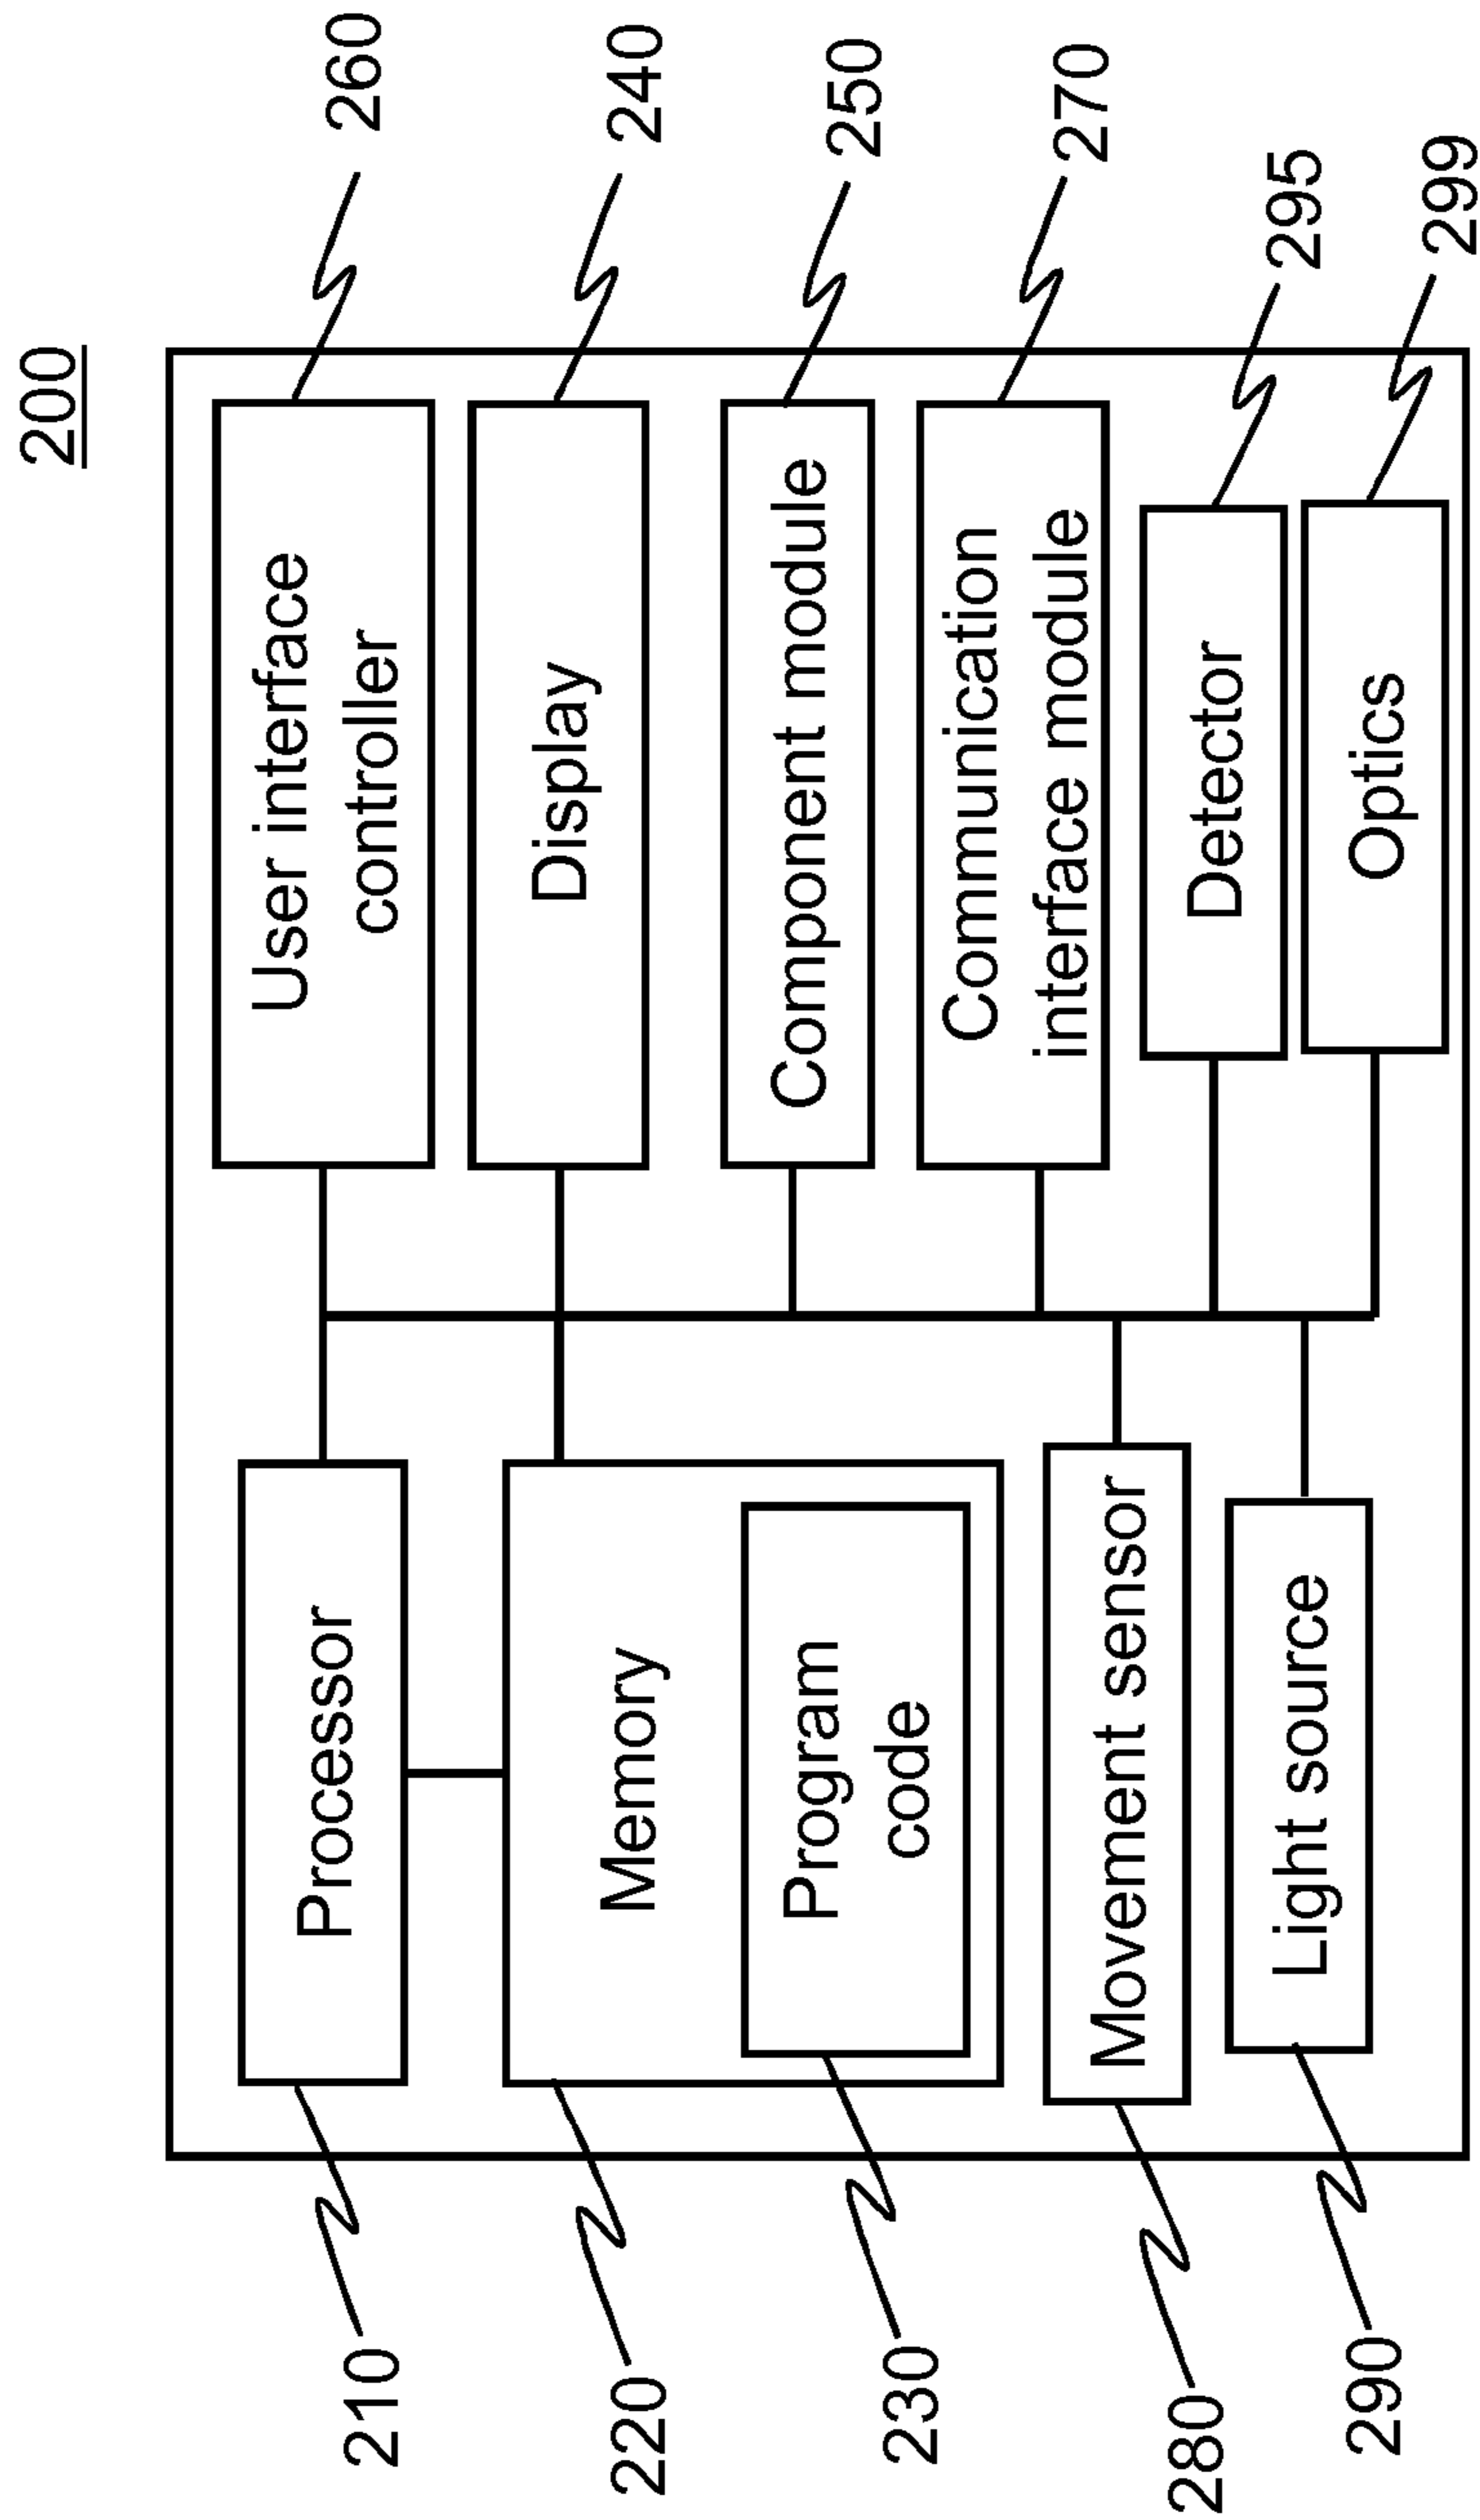 200
210
Processor
User interface
controller
260
220
Memory
Display
240
230
Program
code
Component module
250
Communication
interface module
270
280
Movement sensor
Detector
295
290
Light source
Optics
299